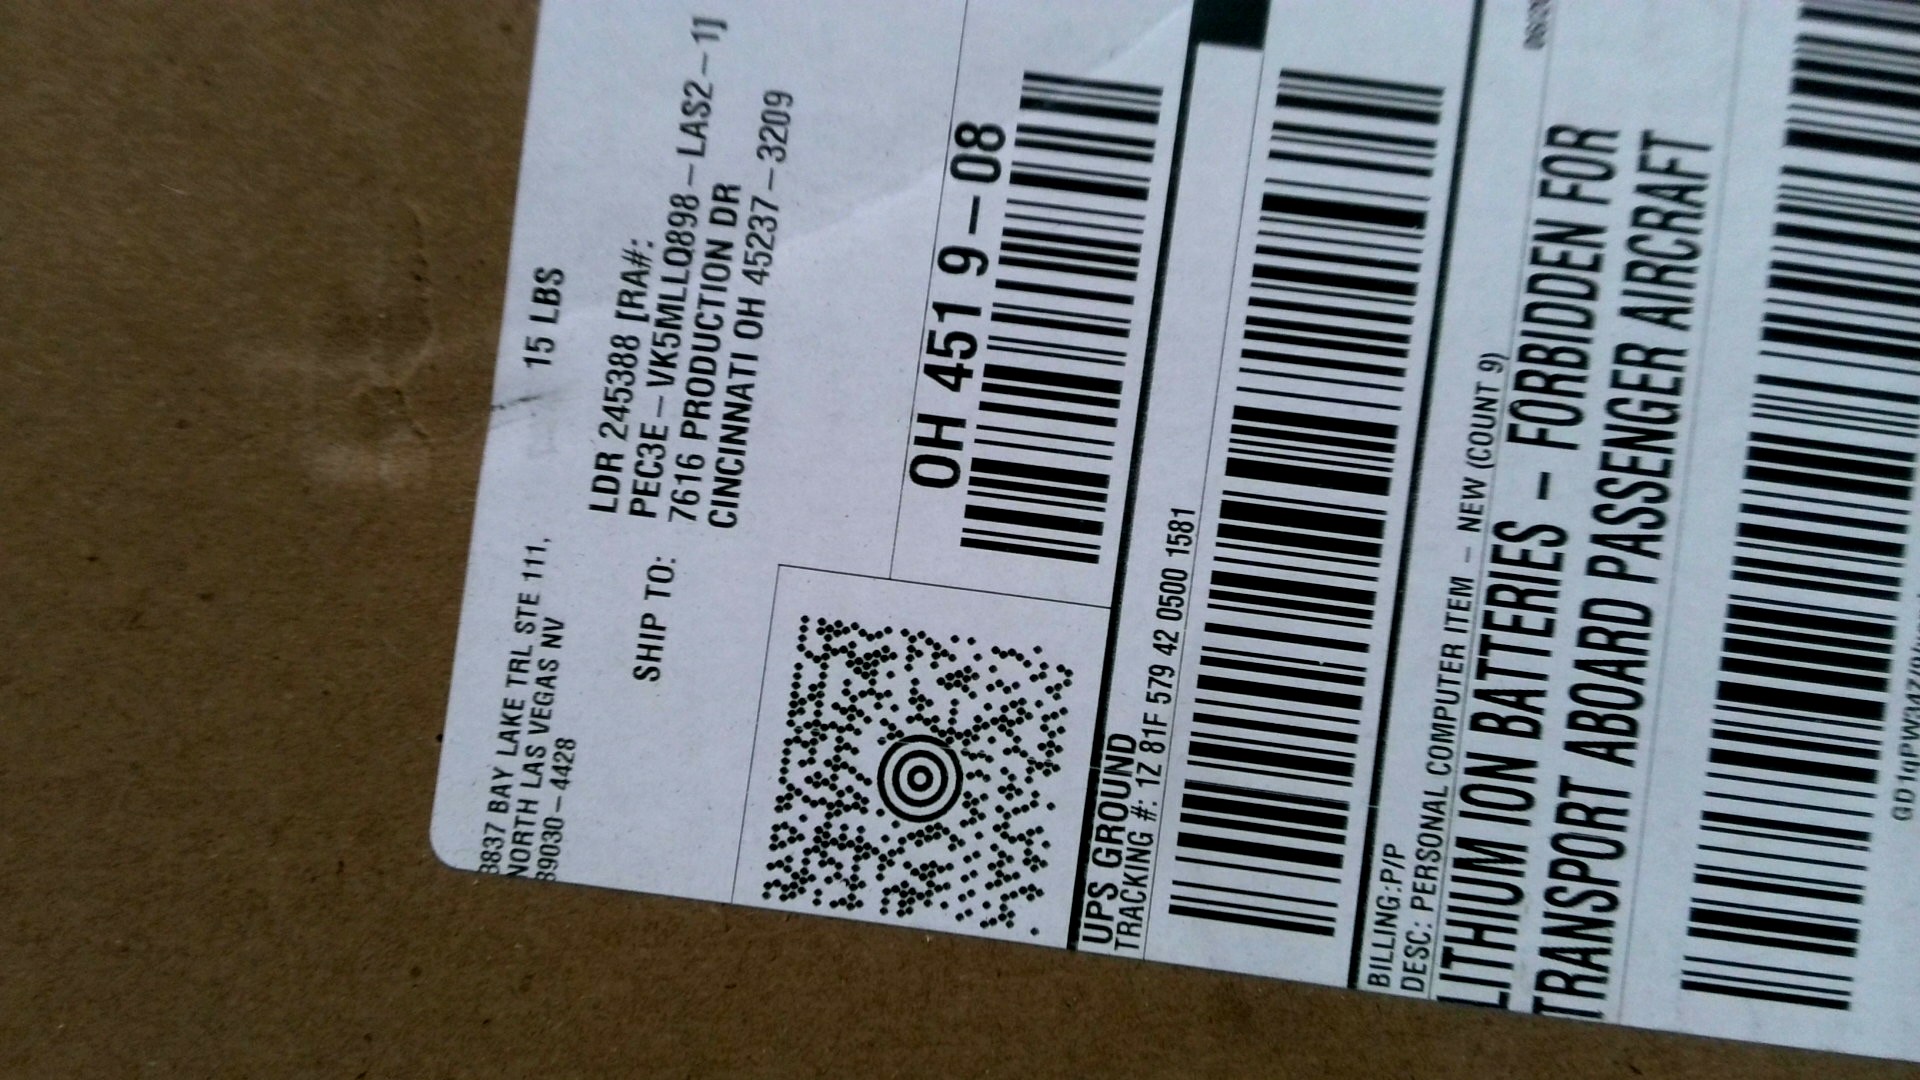 3837 BAY LAKE TRL STE 111,
NORTH LAS VEGAS NV
89030-4428
15 LBS
SHIP TO:
LDR 245388 [RA#:
PEC3E-VK5MLLQ898-LAS2-1]
7616 PRODUCTION DR
CINCINNATI OH 45237-3209
OH 451 9-08
UPS GROUND
TRACKING #: 1Z 81F 579 42 0500 1581
BILLING:P/P
DESC: PERSONAL COMPUTER ITEM - NEW (COUNT 9)
LITHIUM ION BATTERIES - FORBIDDEN FOR
TRANSPORT ABOARD PASSENGER AIRCRAFT